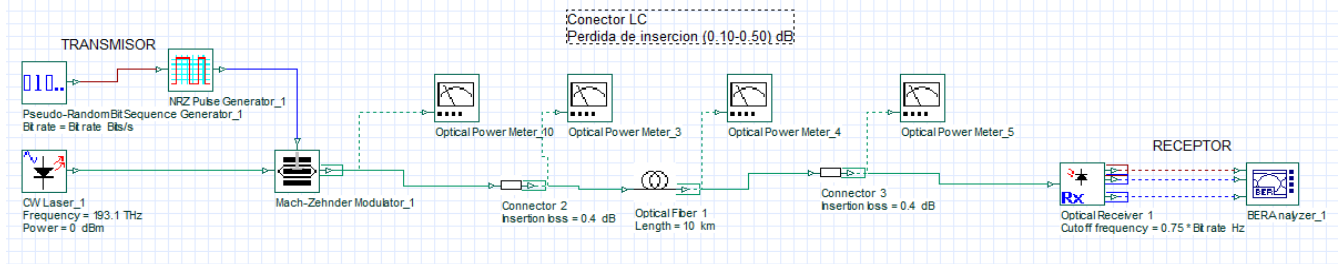 Conector LC
Perdida de insercion (0.10-0.50) dB
TRANSMISOR
NRZ Pulse Generator_1
Pseudo-Random Bit Sequence Generator_1
Bit rate = Bit rate Bits/s
Optical Power Meter_10
Optical Power Meter_3
Optical Power Meter_4
Optical Power Meter_5
RECEPTOR
CW Laser_1
Frequency = 193.1 THz
Power = 0 dBm
Mach-Zehnder Modulator_1
Connector 2
Insertion loss = 0.4 dB
Optical Fiber 1
Length = 10 km
Connector 3
Insertion loss = 0.4 dB
Rx
Optical Receiver 1
Cutoff frequency = 0.75 * Bit rate Hz
BER
BER Analyzer_1